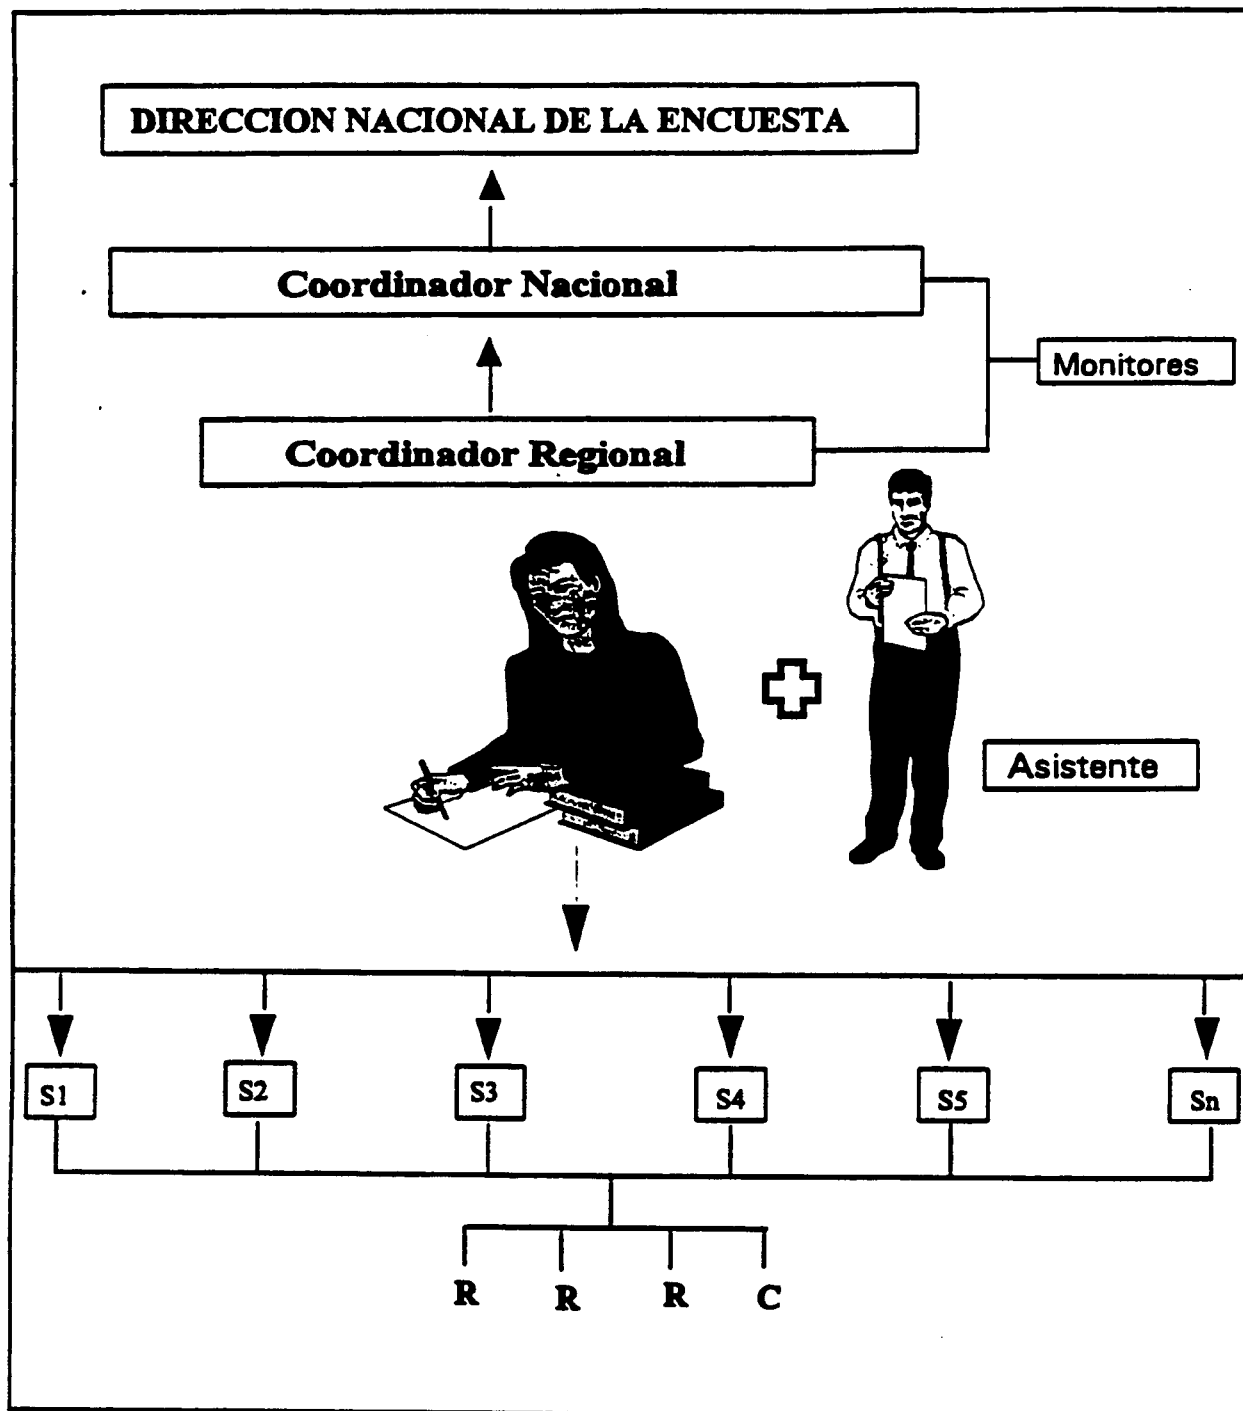 DIRECCION NACIONAL DE LA ENCUESTA
Coordinador Nacional
Monitores
Coordinador Regional
Asistente
S1 S2 S3 S4 S5 Sn
R R R C